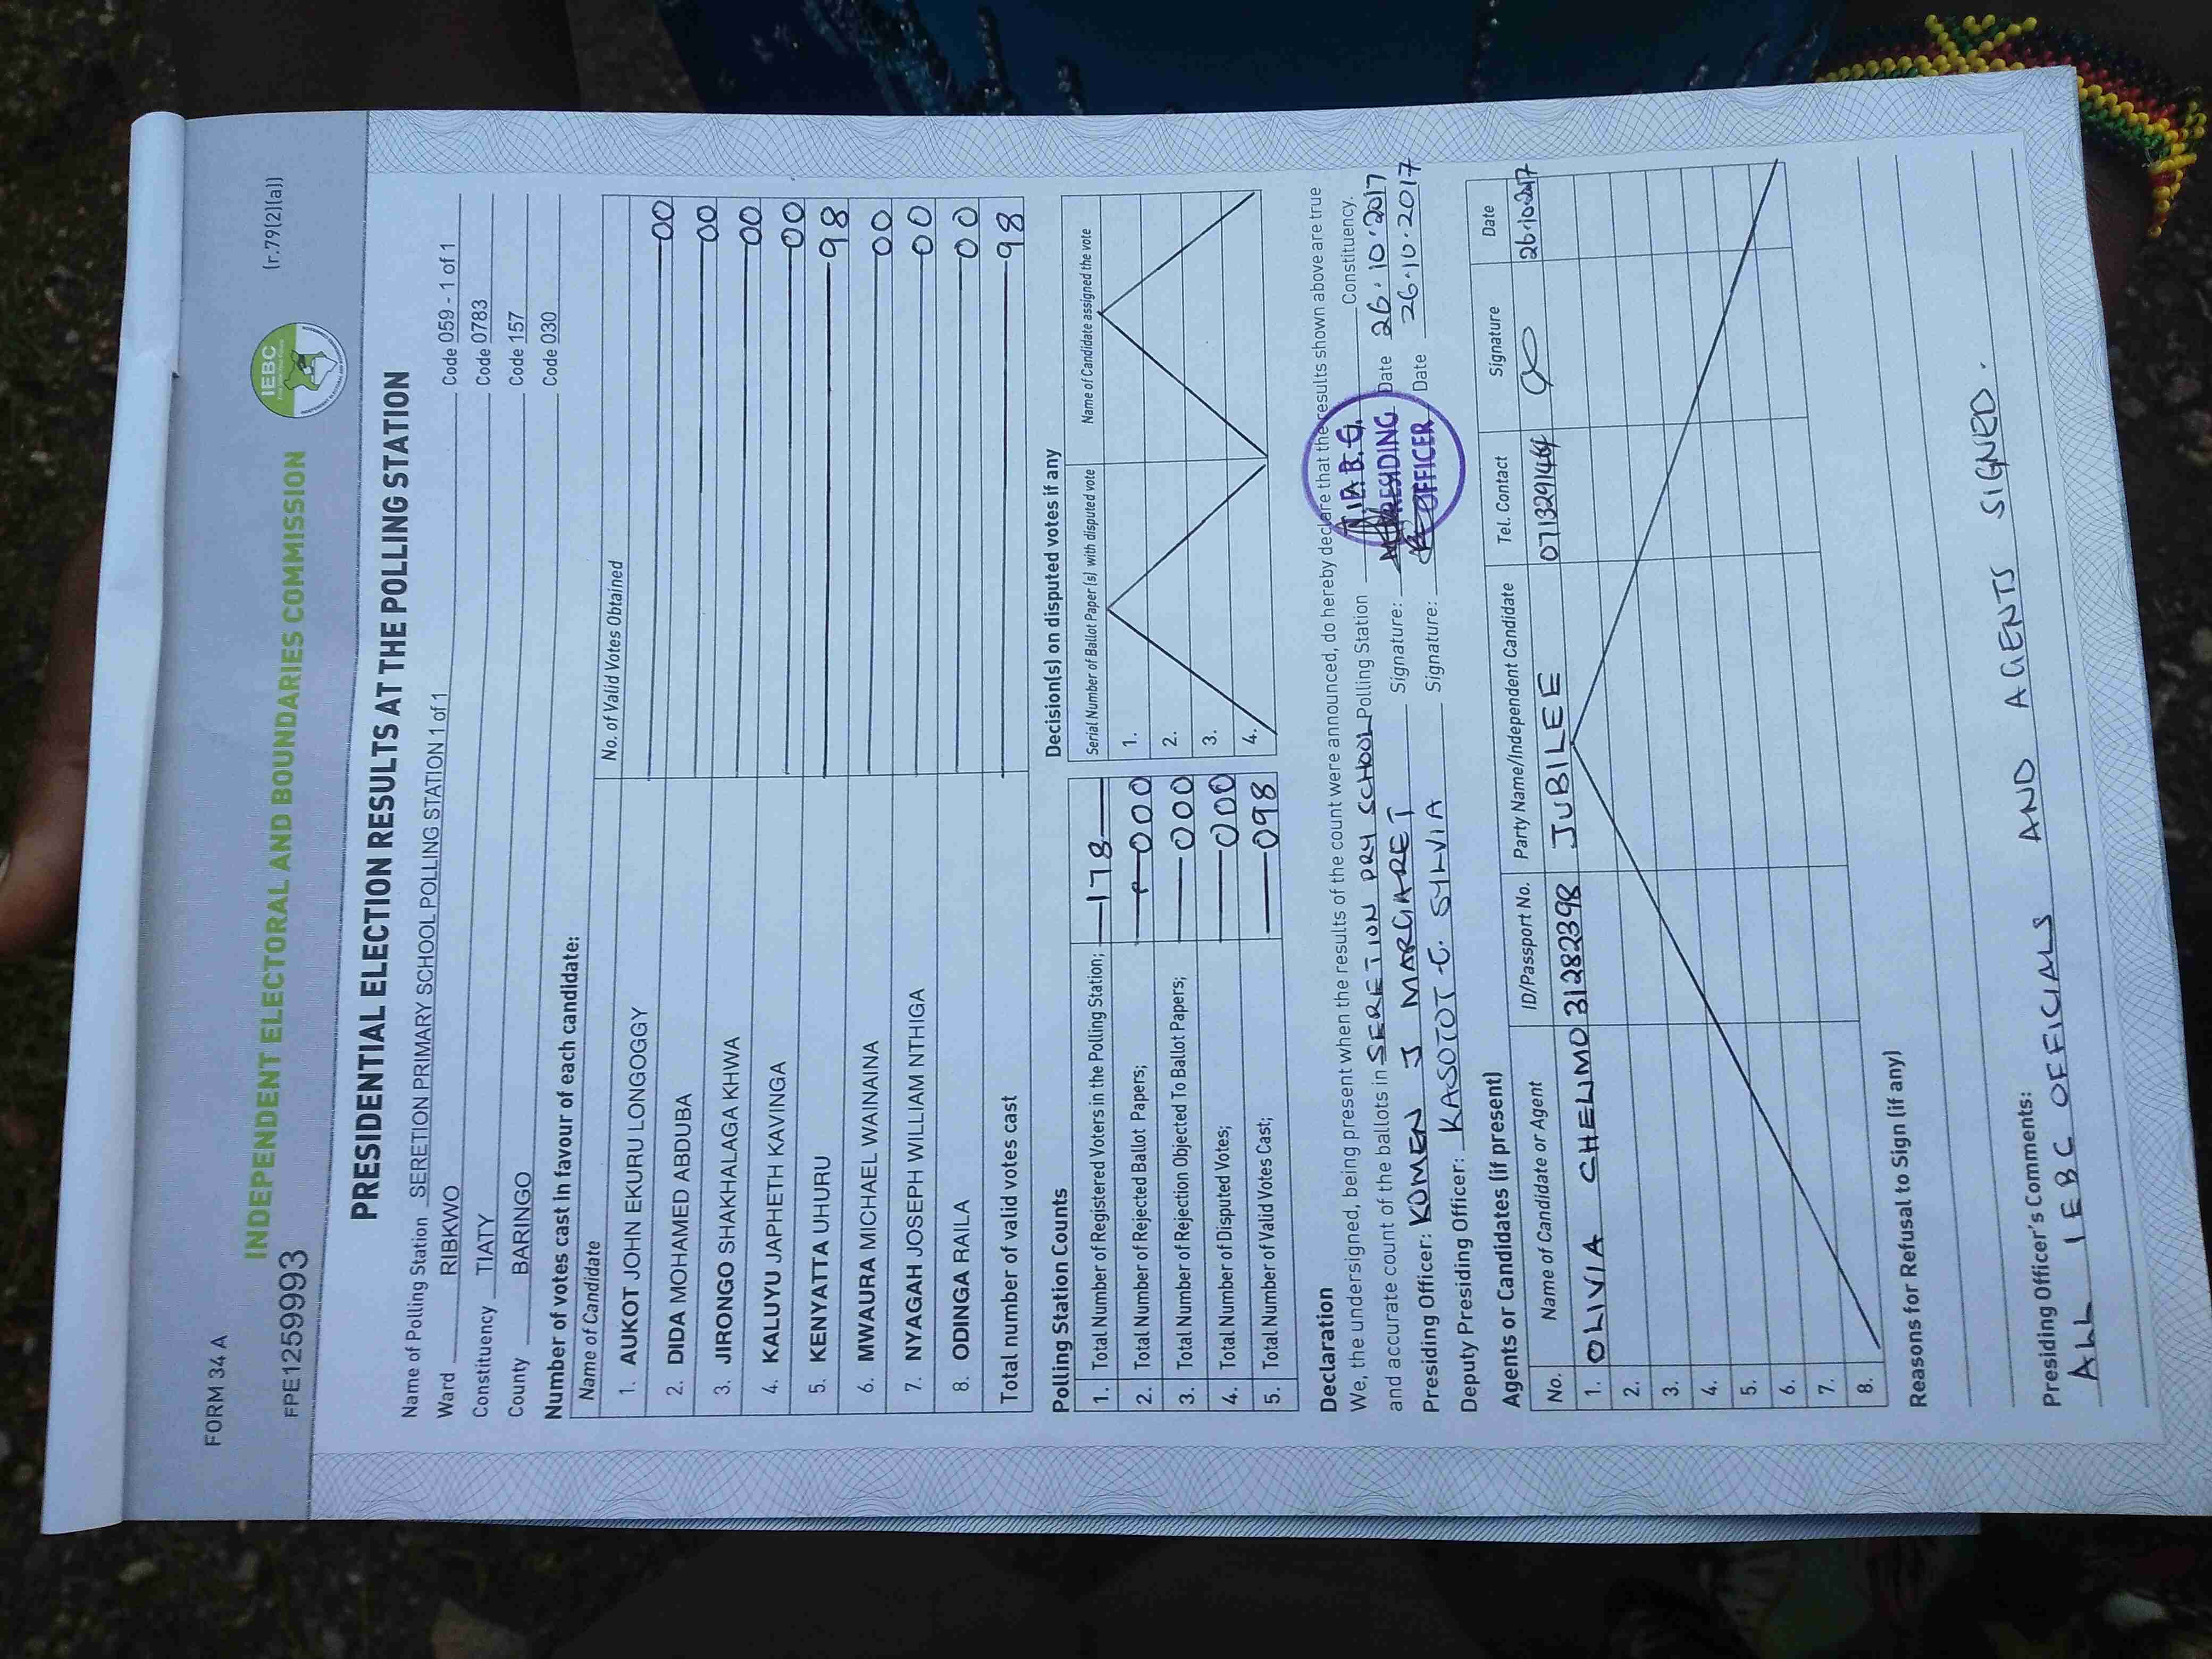 FORM 34 A
(r.79(2)(a))
IEBC
INDEPENDENT ELECTORAL AND BOUNDARIES COMMISSION
FPE1259993
PRESIDENTIAL ELECTION RESULTS AT THE POLLING STATION
Name of Polling Station SERETION PRIMARY SCHOOL POLLING STATION 1 of 1 Code 059 - 1 of 1
Ward RIBKWO Code 0783
Constituency TIATY Code 157
County BARINGO Code 030
Number of votes cast in favour of each candidate:
Name of Candidate No. of Valid Votes Obtained
1. AUKOT JOHN EKURU LONGOGGY 00
2. DIDA MOHAMED ABDUBA 00
3. JIRONGO SHAKHALAGA KHWA 00
4. KALUYU JAPHETH KAVINGA 00
5. KENYATTA UHURU 98
6. MWAURA MICHAEL WAINAINA 00
7. NYAGAH JOSEPH WILLIAM NTHIGA 00
8. ODINGA RAILA 00
Total number of valid votes cast 98
Polling Station Counts
1. Total Number of Registered Voters in the Polling Station; 178
2. Total Number of Rejected Ballot Papers; 000
3. Total Number of Rejection Objected To Ballot Papers; 000
4. Total Number of Disputed Votes; 000
5. Total Number of Valid Votes Cast; 098
Decision(s) on disputed votes if any
Serial Number of Ballot Paper (s) with disputed vote Name of Candidate assigned the vote
1.
2.
3.
4.
Declaration
We, the undersigned, being present when the results of the count were announced, do hereby declare that the results shown above are true
and accurate count of the ballots in SERETION PRY SCHOOL Polling Station Constituency.
Presiding Officer: KOMEN J MARGARET Signature: Date 26.10.2017
Deputy Presiding Officer: KASOTOT C. SYLVIA Signature: Date 26.10.2017
PRESIDING
OFFICER
Agents or Candidates (if present)
No. Name of Candidate or Agent ID/Passport No. Party Name/Independent Candidate Tel. Contact Signature Date
1. OLIVIA CHELIMO 31282398 JUBILEE 26.10.2017
2.
3.
4.
5.
6.
7.
8.
Reasons for Refusal to Sign (if any)
Presiding Officer's Comments:
ALL IEBC OFFICIALS AND AGENTS SIGNED.